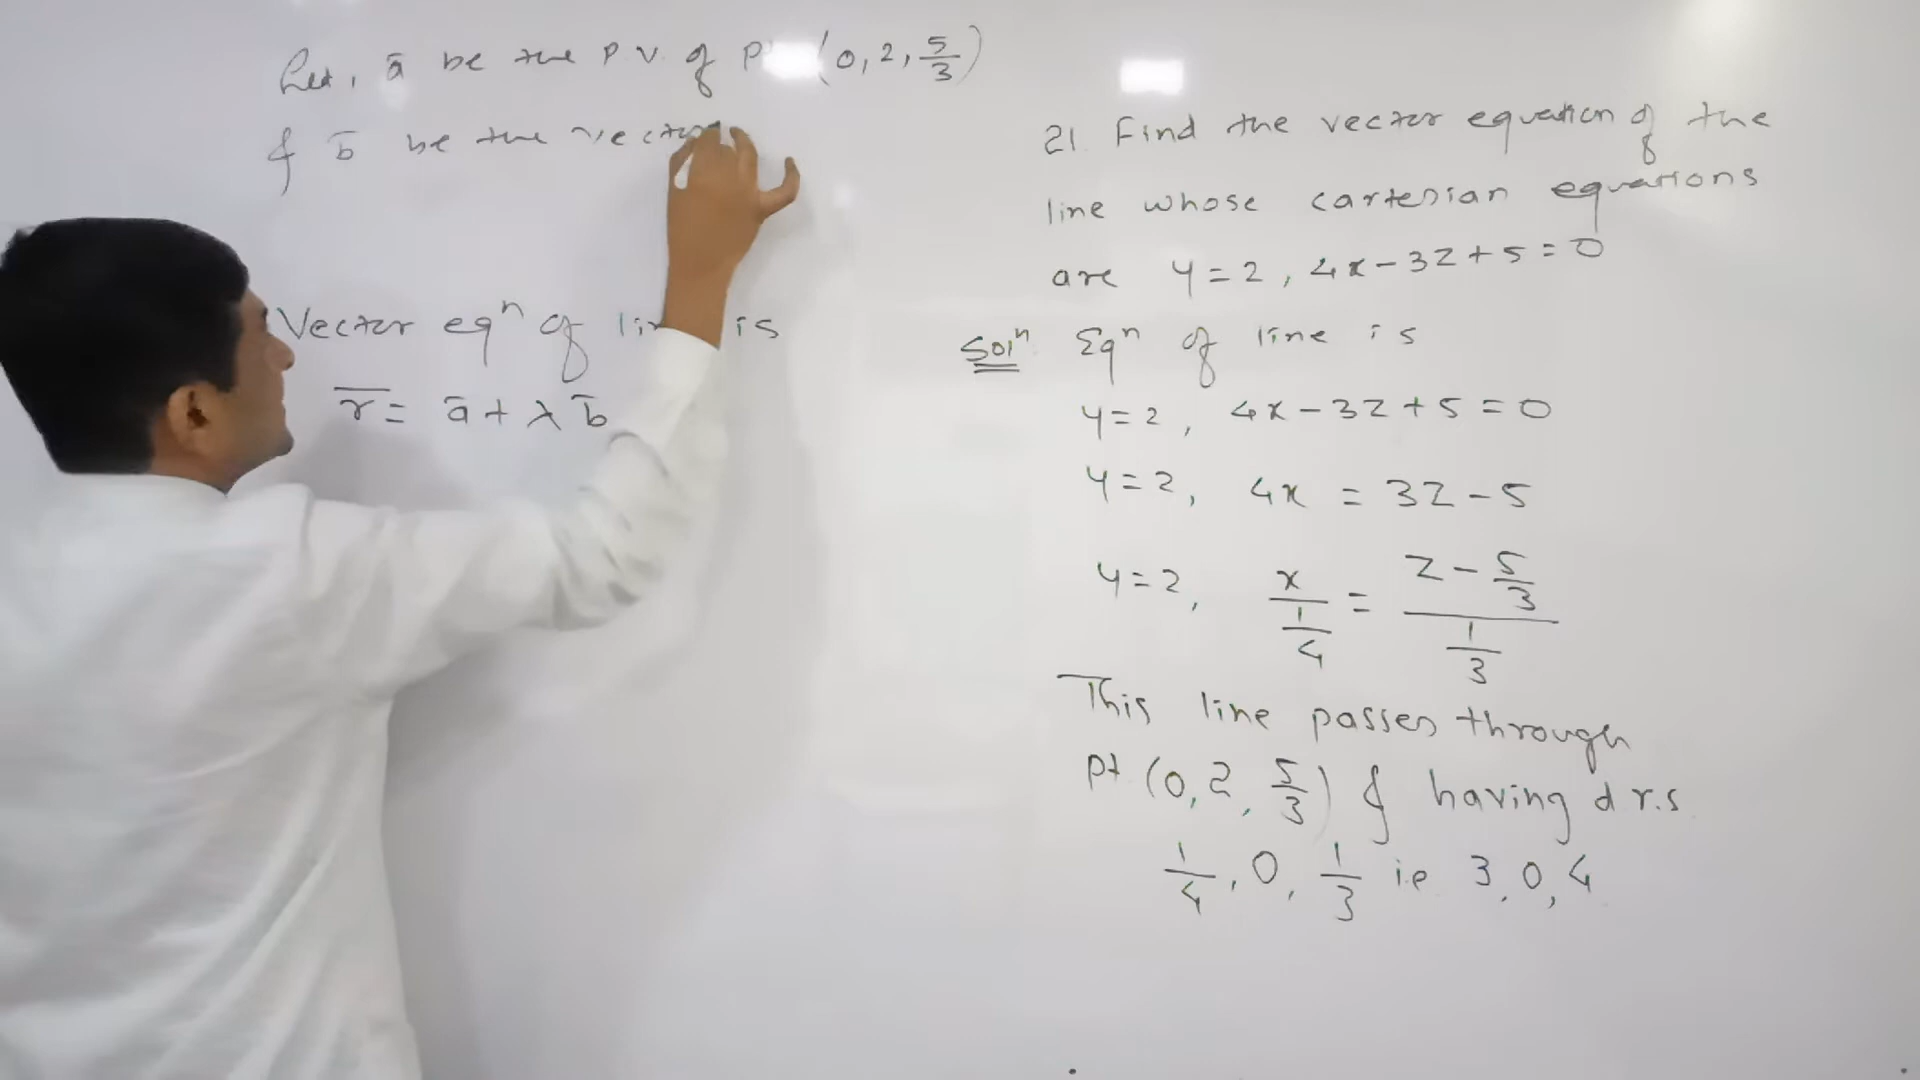 Let, ā be the P.V. of P (0, 2, 5/3)
& b̄ be the vector
Vector eqⁿ of line is
r̄ = ā + λ b̄
21. Find the vector equation of the
line whose cartesian equations
are y = 2, 4x - 3z + 5 = 0
Solⁿ Eqⁿ of line is
y = 2, 4x - 3z + 5 = 0
y = 2, 4x = 3z - 5
y = 2, x/(1/4) = (z - 5/3)/(1/3)
This line passes through
Pt (0, 2, 5/3) & having d.r.s
1/4, 0, 1/3 i.e 3, 0, 4